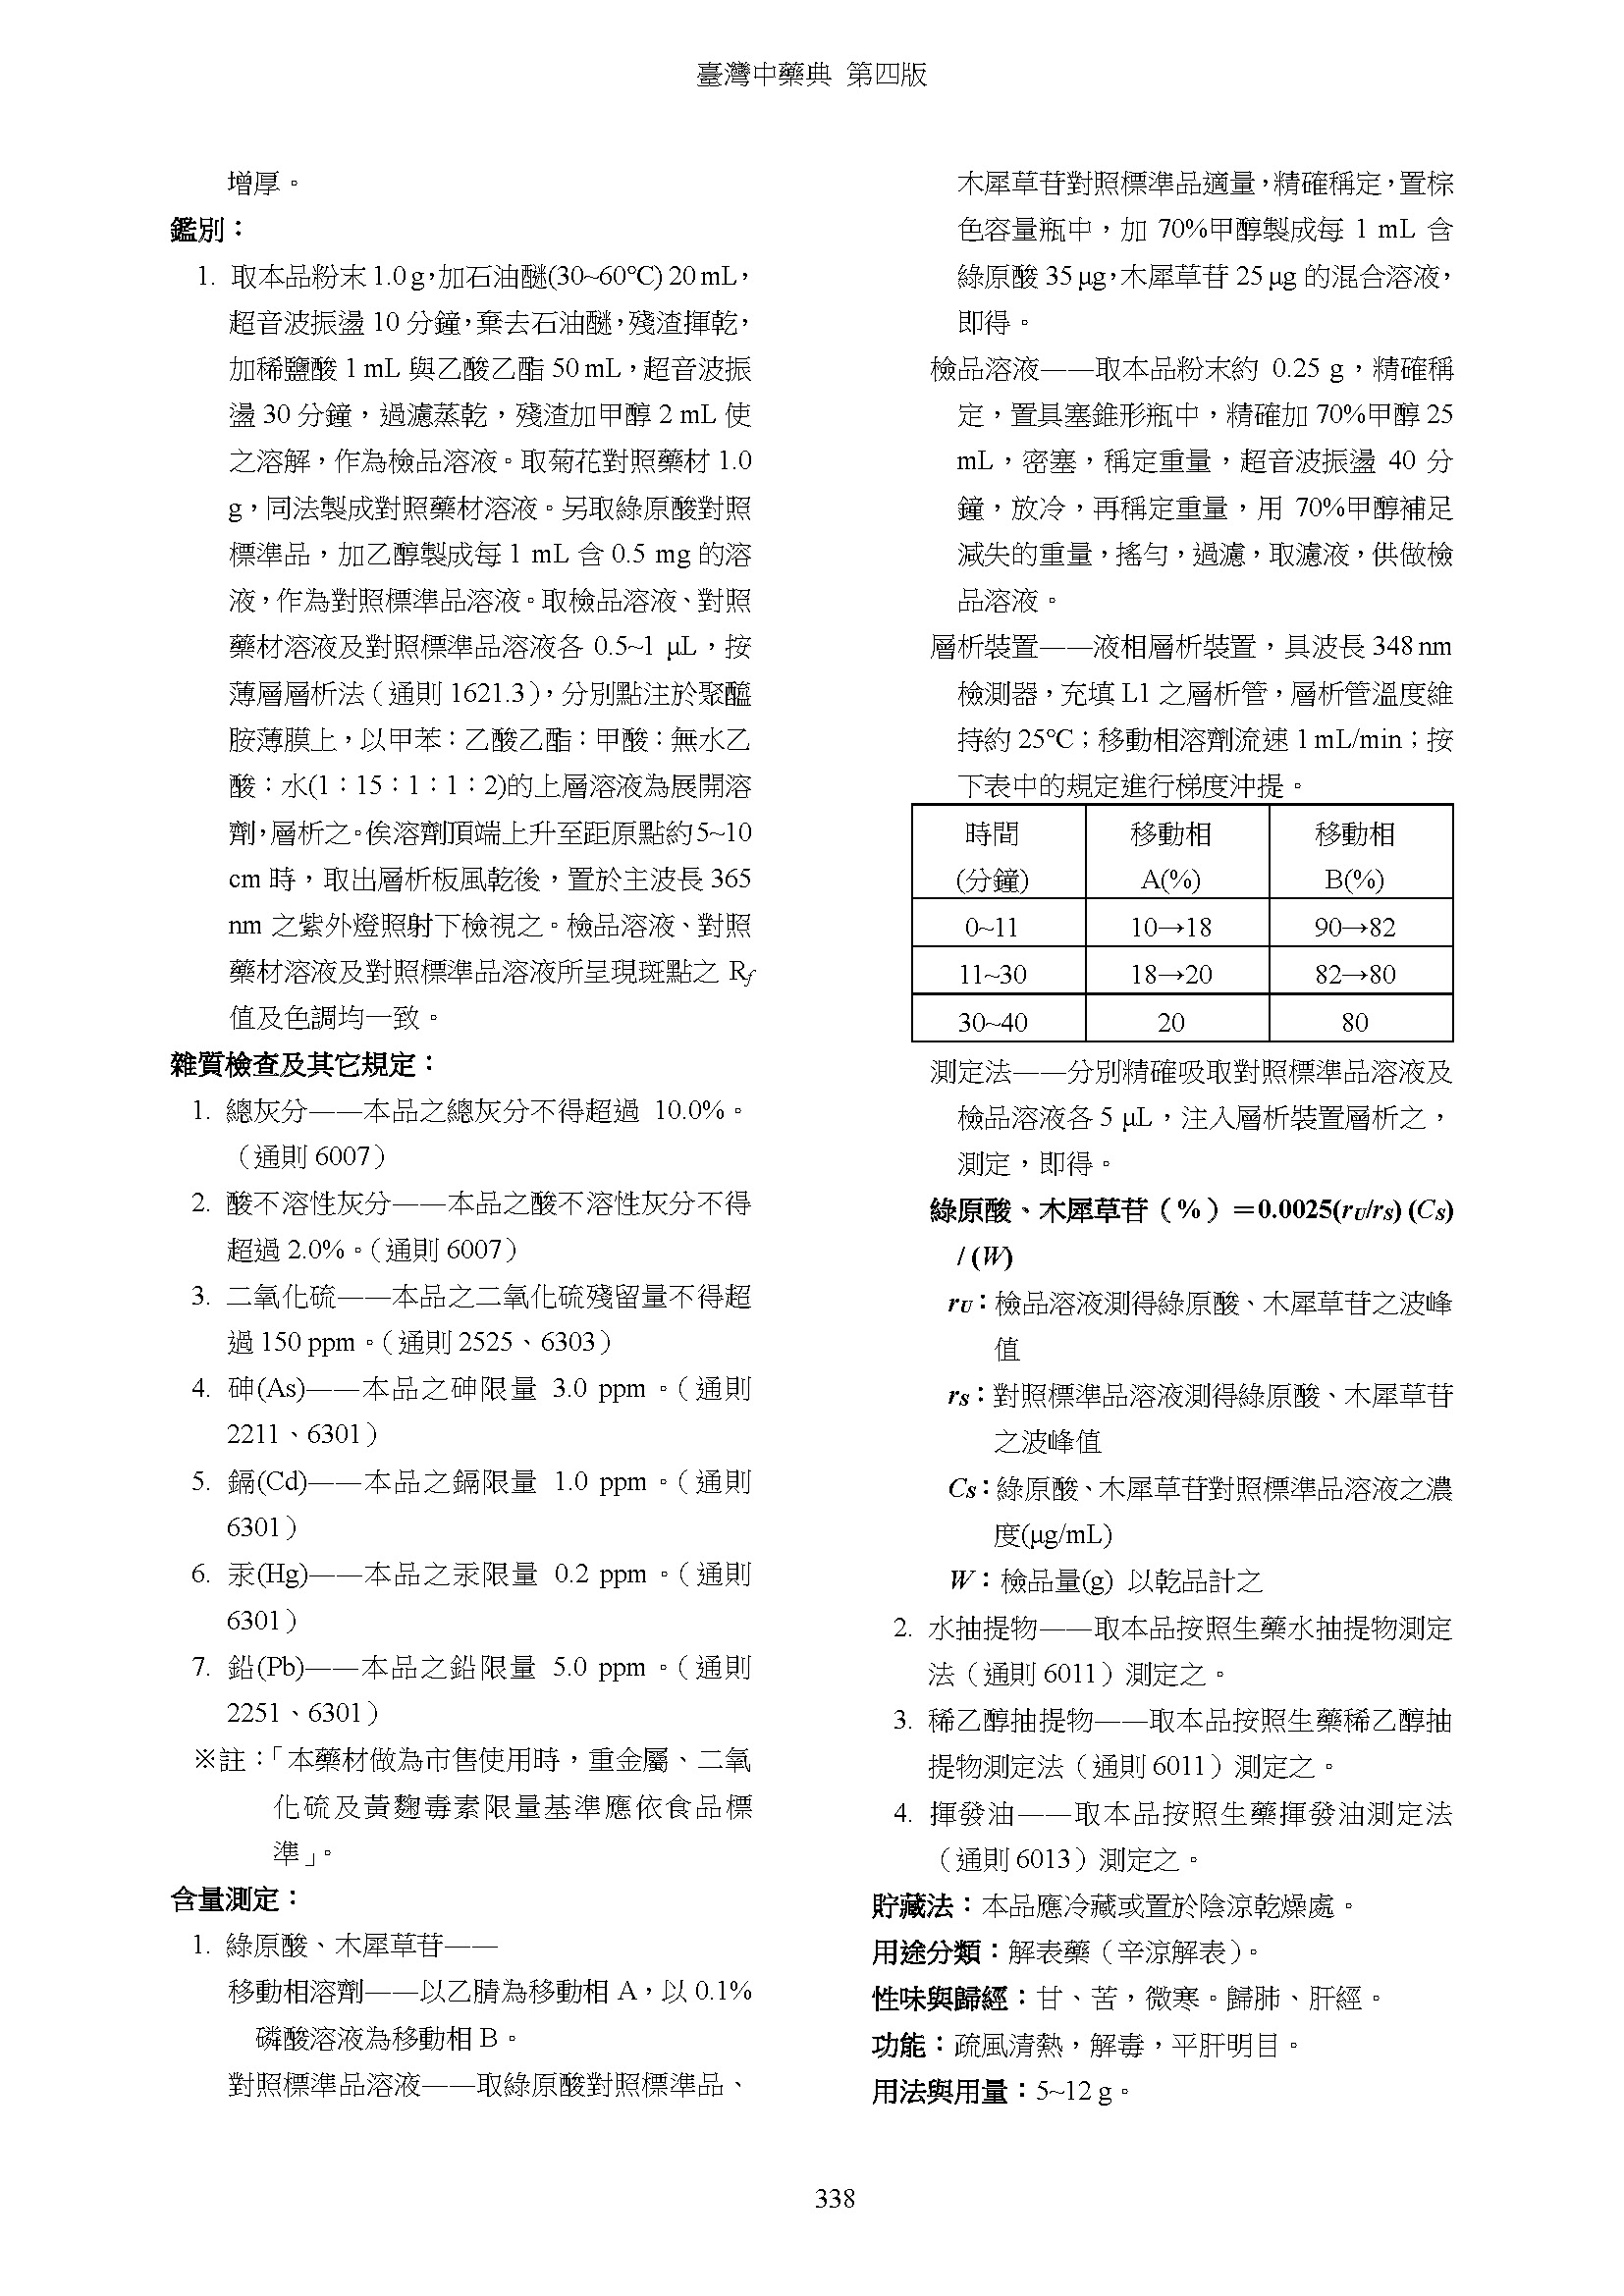 臺灣中藥典 第四版
增厚。
鑑別：
1. 取本品粉末 1.0 g，加石油醚(30~60℃) 20 mL，
超音波振盪 10 分鐘，棄去石油醚，殘渣揮乾，
加稀鹽酸 1 mL 與乙酸乙酯 50 mL，超音波振
盪 30 分鐘，過濾蒸乾，殘渣加甲醇 2 mL 使
之溶解，作為檢品溶液。取菊花對照藥材 1.0
g，同法製成對照藥材溶液。另取綠原酸對照
標準品，加乙醇製成每 1 mL 含 0.5 mg 的溶
液，作為對照標準品溶液。取檢品溶液、對照
藥材溶液及對照標準品溶液各 0.5~1 μL，按
薄層層析法（通則 1621.3），分別點注於聚醯
胺薄膜上，以甲苯：乙酸乙酯：甲酸：無水乙
酸：水(1：15：1：1：2)的上層溶液為展開溶
劑，層析之。俟溶劑頂端上升至距原點約 5~10
cm 時，取出層析板風乾後，置於主波長 365
nm 之紫外燈照射下檢視之。檢品溶液、對照
藥材溶液及對照標準品溶液所呈現斑點之 Rf
值及色調均一致。
雜質檢查及其它規定：
1. 總灰分——本品之總灰分不得超過 10.0%。
（通則 6007）
2. 酸不溶性灰分——本品之酸不溶性灰分不得
超過 2.0%。（通則 6007）
3. 二氧化硫——本品之二氧化硫殘留量不得超
過 150 ppm。（通則 2525、6303）
4. 砷(As)——本品之砷限量 3.0 ppm。（通則
2211、6301）
5. 鎘(Cd)——本品之鎘限量 1.0 ppm。（通則
6301）
6. 汞(Hg)——本品之汞限量 0.2 ppm。（通則
6301）
7. 鉛(Pb)——本品之鉛限量 5.0 ppm。（通則
2251、6301）
※註：「本藥材做為市售使用時，重金屬、二氧
化硫及黃麴毒素限量基準應依食品標
準」。
含量測定：
1. 綠原酸、木犀草苷——
移動相溶劑——以乙腈為移動相 A，以 0.1%
磷酸溶液為移動相 B。
對照標準品溶液——取綠原酸對照標準品、
木犀草苷對照標準品適量，精確稱定，置棕
色容量瓶中，加 70%甲醇製成每 1 mL 含
綠原酸 35 μg，木犀草苷 25 μg 的混合溶液，
即得。
檢品溶液——取本品粉末約 0.25 g，精確稱
定，置具塞錐形瓶中，精確加 70%甲醇 25
mL，密塞，稱定重量，超音波振盪 40 分
鐘，放冷，再稱定重量，用 70%甲醇補足
減失的重量，搖勻，過濾，取濾液，供做檢
品溶液。
層析裝置——液相層析裝置，具波長 348 nm
檢測器，充填 L1 之層析管，層析管溫度維
持約 25℃；移動相溶劑流速 1 mL/min；按
下表中的規定進行梯度沖提。
時間 移動相 移動相
(分鐘) A(%) B(%)
0~11 10→18 90→82
11~30 18→20 82→80
30~40 20 80
測定法——分別精確吸取對照標準品溶液及
檢品溶液各 5 μL，注入層析裝置層析之，
測定，即得。
綠原酸、木犀草苷（%）＝0.0025(rU/rS) (CS)
/ (W)
rU：檢品溶液測得綠原酸、木犀草苷之波峰
值
rS：對照標準品溶液測得綠原酸、木犀草苷
之波峰值
CS：綠原酸、木犀草苷對照標準品溶液之濃
度(μg/mL)
W：檢品量(g) 以乾品計之
2. 水抽提物——取本品按照生藥水抽提物測定
法（通則 6011）測定之。
3. 稀乙醇抽提物——取本品按照生藥稀乙醇抽
提物測定法（通則 6011）測定之。
4. 揮發油——取本品按照生藥揮發油測定法
（通則 6013）測定之。
貯藏法：本品應冷藏或置於陰涼乾燥處。
用途分類：解表藥（辛涼解表）。
性味與歸經：甘、苦，微寒。歸肺、肝經。
功能：疏風清熱，解毒，平肝明目。
用法與用量：5~12 g。
338